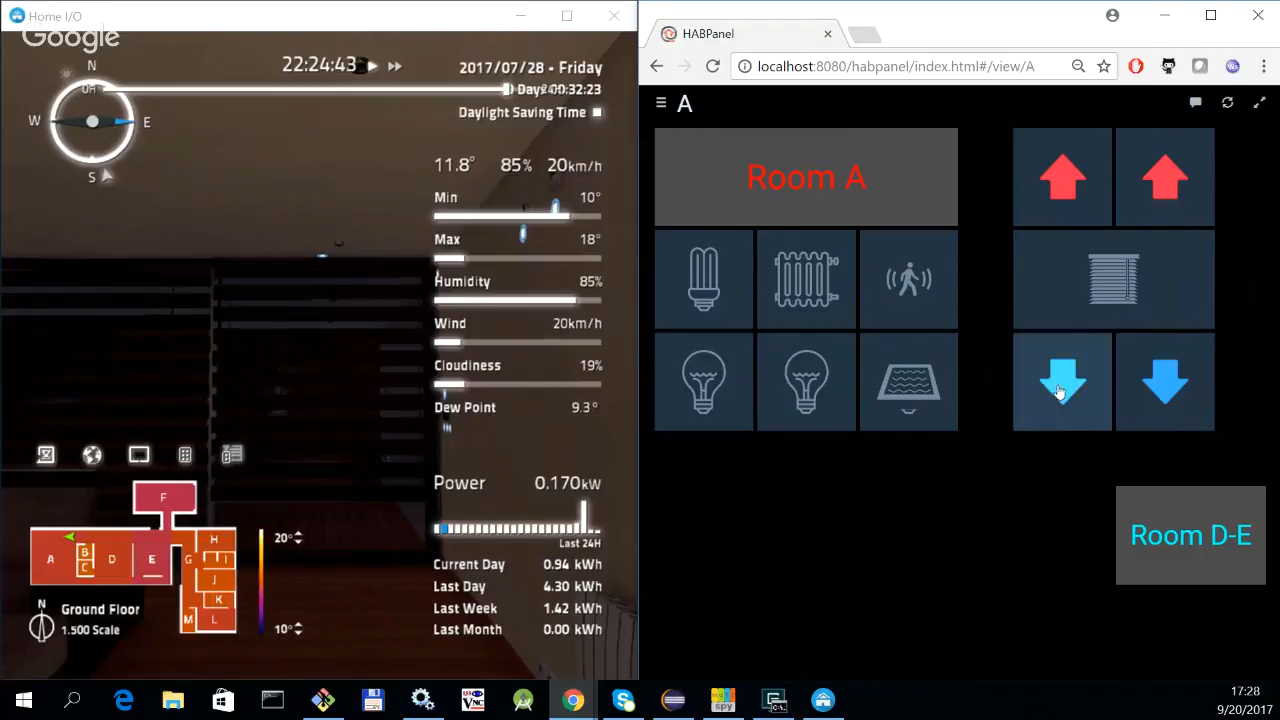 Home I/O
Google
N
0H
W
E
S
22:24:43
2017/07/28 - Friday
Daylight Saving Time
11.8° 85% 20km/h
Min 10°
Max 18°
Humidity 85%
Wind 20km/h
Cloudiness 19%
Dew Point 9.3°
Power 0.170kW
Last 24H
Current Day 0.94 kWh
Last Day 4.30 kWh
Last Week 1.42 kWh
Last Month 0.00 kWh
F
A B C D E G H I J K L M
20°
10°
N
Ground Floor
1.500 Scale
HABPanel
localhost:8080/habpanel/index.html#/view/A
A
Room A
Room D-E
17:28
9/20/2017